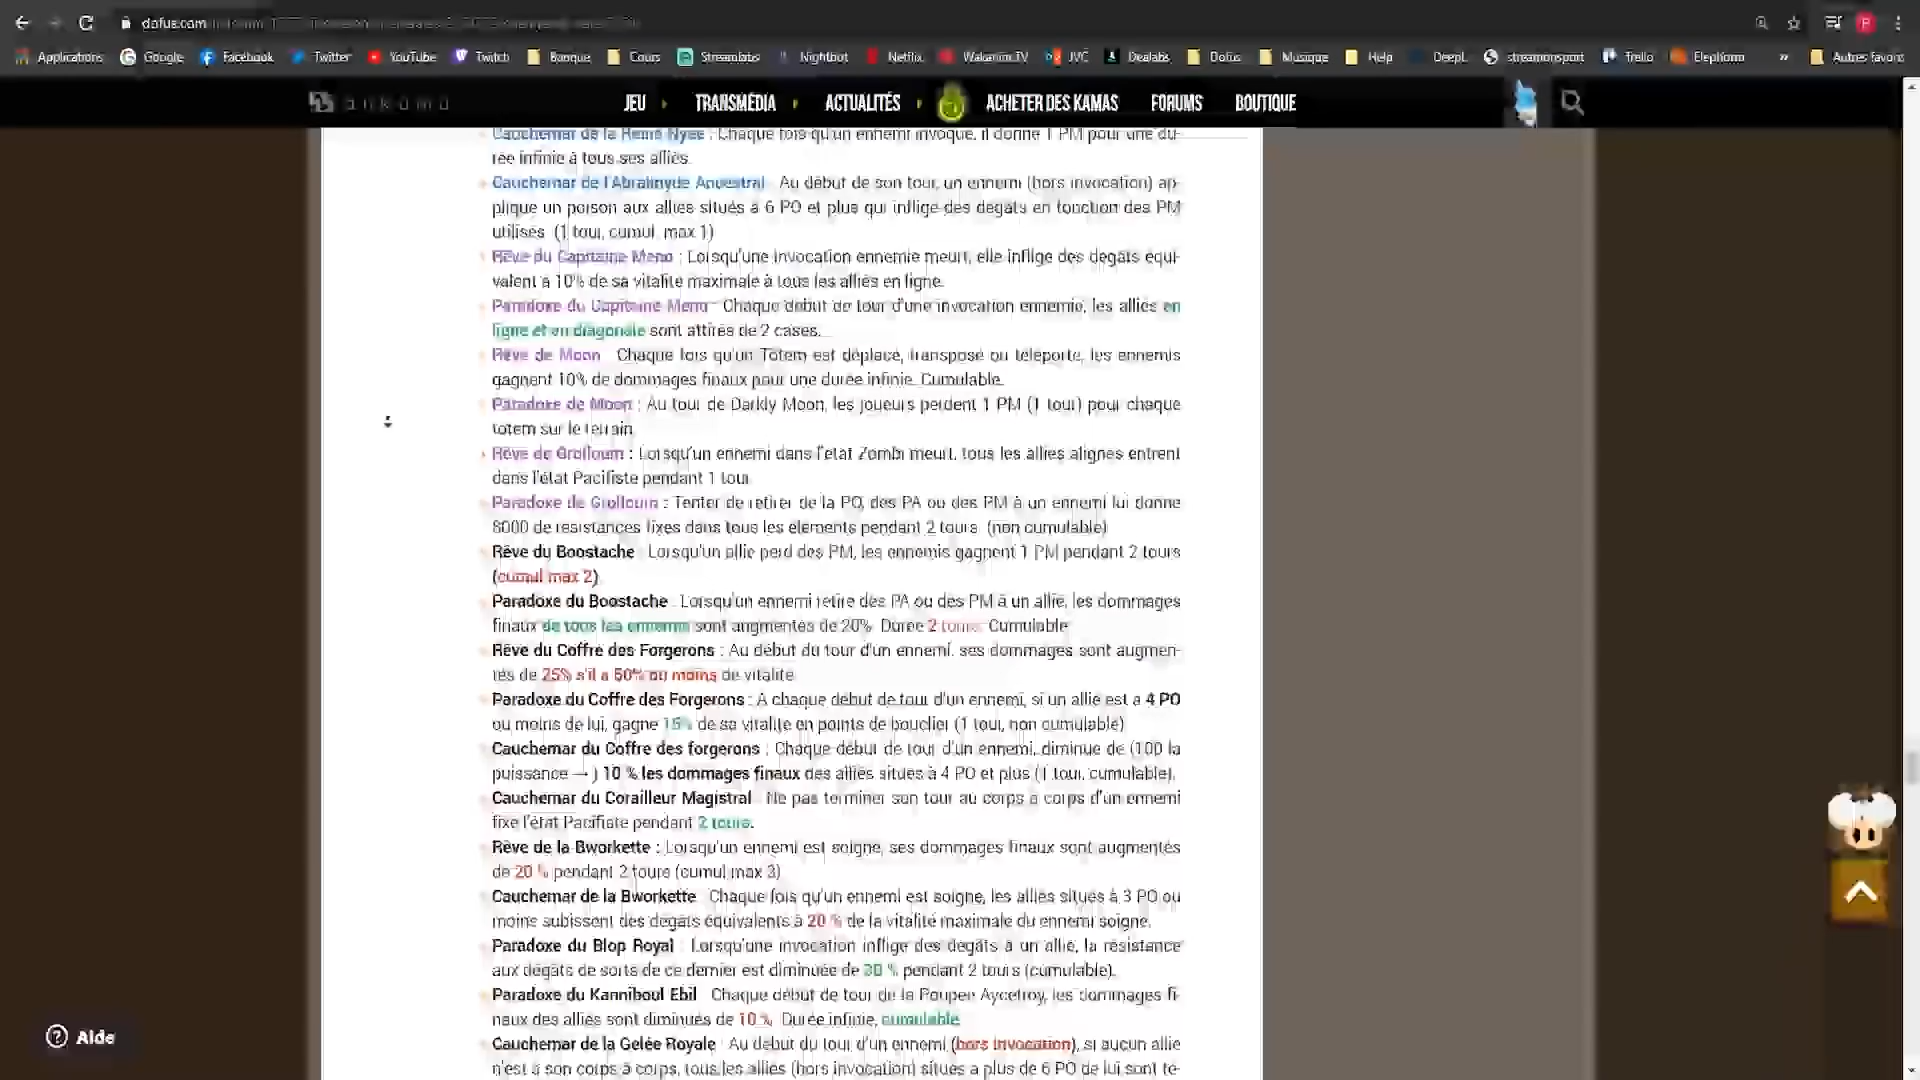 dofus.com
Applications Google Facebook Twitter YouTube Twitch Banque Cours Streamlabs Nightbot Netflix Wakanim.TV JVC Dealabs Dofus Musique Help DeepL streamonsport Trello Elephorm » Autres favoris
ankama JEU TRANSMÉDIA ACTUALITÉS ACHETER DES KAMAS FORUMS BOUTIQUE
Cauchemar de la Reine Nyée : Chaque fois qu'un ennemi invoque, il donne 1 PM pour une du-
rée infinie à tous ses alliés.
Cauchemar de l'Abraknyde Ancestral : Au début de son tour, un ennemi (hors invocation) ap-
plique un poison aux alliés situés à 6 PO et plus qui inflige des dégâts en fonction des PM
utilisés. (1 tour, cumul max 1)
Rêve du Capitaine Meno : Lorsqu'une invocation ennemie meurt, elle inflige des dégâts équi-
valent à 10% de sa vitalité maximale à tous les alliés en ligne.
Paradoxe du Capitaine Meno : Chaque début de tour d'une invocation ennemie, les alliés en
ligne et en diagonale sont attirés de 2 cases.
Rêve de Moon : Chaque fois qu'un Totem est déplacé, transposé ou téléporté, les ennemis
gagnent 10% de dommages finaux pour une durée infinie. Cumulable.
Paradoxe de Moon : Au tour de Darkly Moon, les joueurs perdent 1 PM (1 tour) pour chaque
totem sur le terrain.
Rêve de Grolloum : Lorsqu'un ennemi dans l'état Zombi meurt, tous les alliés alignés entrent
dans l'état Pacifiste pendant 1 tour.
Paradoxe de Grolloum : Tenter de retirer de la PO, des PA ou des PM à un ennemi lui donne
8000 de résistances fixes dans tous les éléments pendant 2 tours. (non cumulable)
Rêve du Boostache : Lorsqu'un allié perd des PM, les ennemis gagnent 1 PM pendant 2 tours
(cumul max 2).
Paradoxe du Boostache : Lorsqu'un ennemi retire des PA ou des PM à un allié, les dommages
finaux de tous les ennemis sont augmentés de 20%. Durée 2 tours. Cumulable
Rêve du Coffre des Forgerons : Au début du tour d'un ennemi, ses dommages sont augmen-
tés de 25% s'il a 50% ou moins de vitalité.
Paradoxe du Coffre des Forgerons : A chaque début de tour d'un ennemi, si un allié est à 4 PO
ou moins de lui, gagne 15% de sa vitalité en points de bouclier (1 tour, non cumulable)
Cauchemar du Coffre des forgerons : Chaque début de tour d'un ennemi, diminue de (100 la
puissance → ) 10 % les dommages finaux des alliés situés à 4 PO et plus (1 tour, cumulable).
Cauchemar du Corailleur Magistral : Ne pas terminer son tour au corps à corps d'un ennemi
fixe l'état Pacifiste pendant 2 tours.
Rêve de la Bworkette : Lorsqu'un ennemi est soigné, ses dommages finaux sont augmentés
de 20 % pendant 2 tours (cumul max 3)
Cauchemar de la Bworkette : Chaque fois qu'un ennemi est soigné, les alliés situés à 3 PO ou
moins subissent des dégâts équivalents à 20 % de la vitalité maximale du ennemi soigné.
Paradoxe du Blop Royal : Lorsqu'une invocation inflige des dégâts à un allié, la résistance
aux dégâts de sorts de ce dernier est diminuée de 30 % pendant 2 tours (cumulable).
Paradoxe du Kanniboul Ebil : Chaque début de tour de la Poupée Aycetroy, les dommages fi-
naux des alliés sont diminués de 10 %. Durée infinie, cumulable.
Cauchemar de la Gelée Royale : Au début du tour d'un ennemi (hors invocation), si aucun allié
n'est à son corps à corps, tous les alliés (hors invocation) situés à plus de 6 PO de lui sont té-
Aide